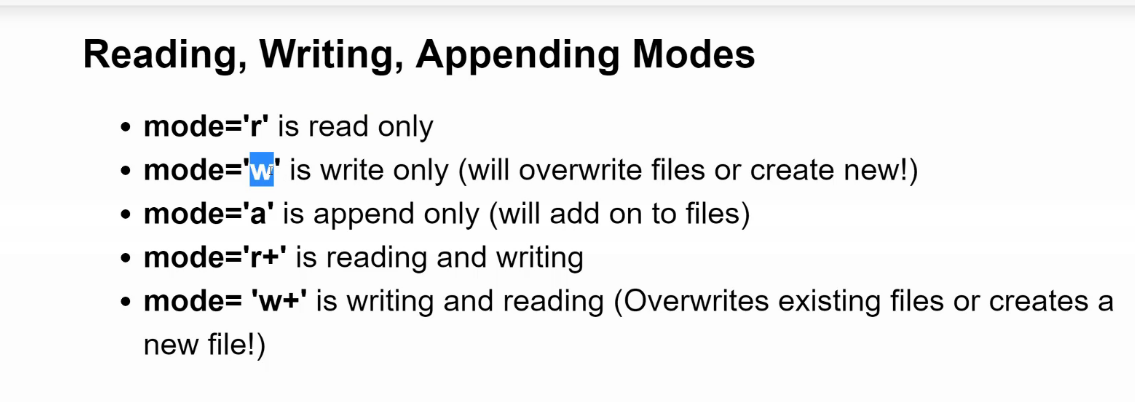 Reading, Writing, Appending Modes
• mode='r' is read only
• mode='w' is write only (will overwrite files or create new!)
• mode='a' is append only (will add on to files)
• mode='r+' is reading and writing
• mode= 'w+' is writing and reading (Overwrites existing files or creates a
new file!)